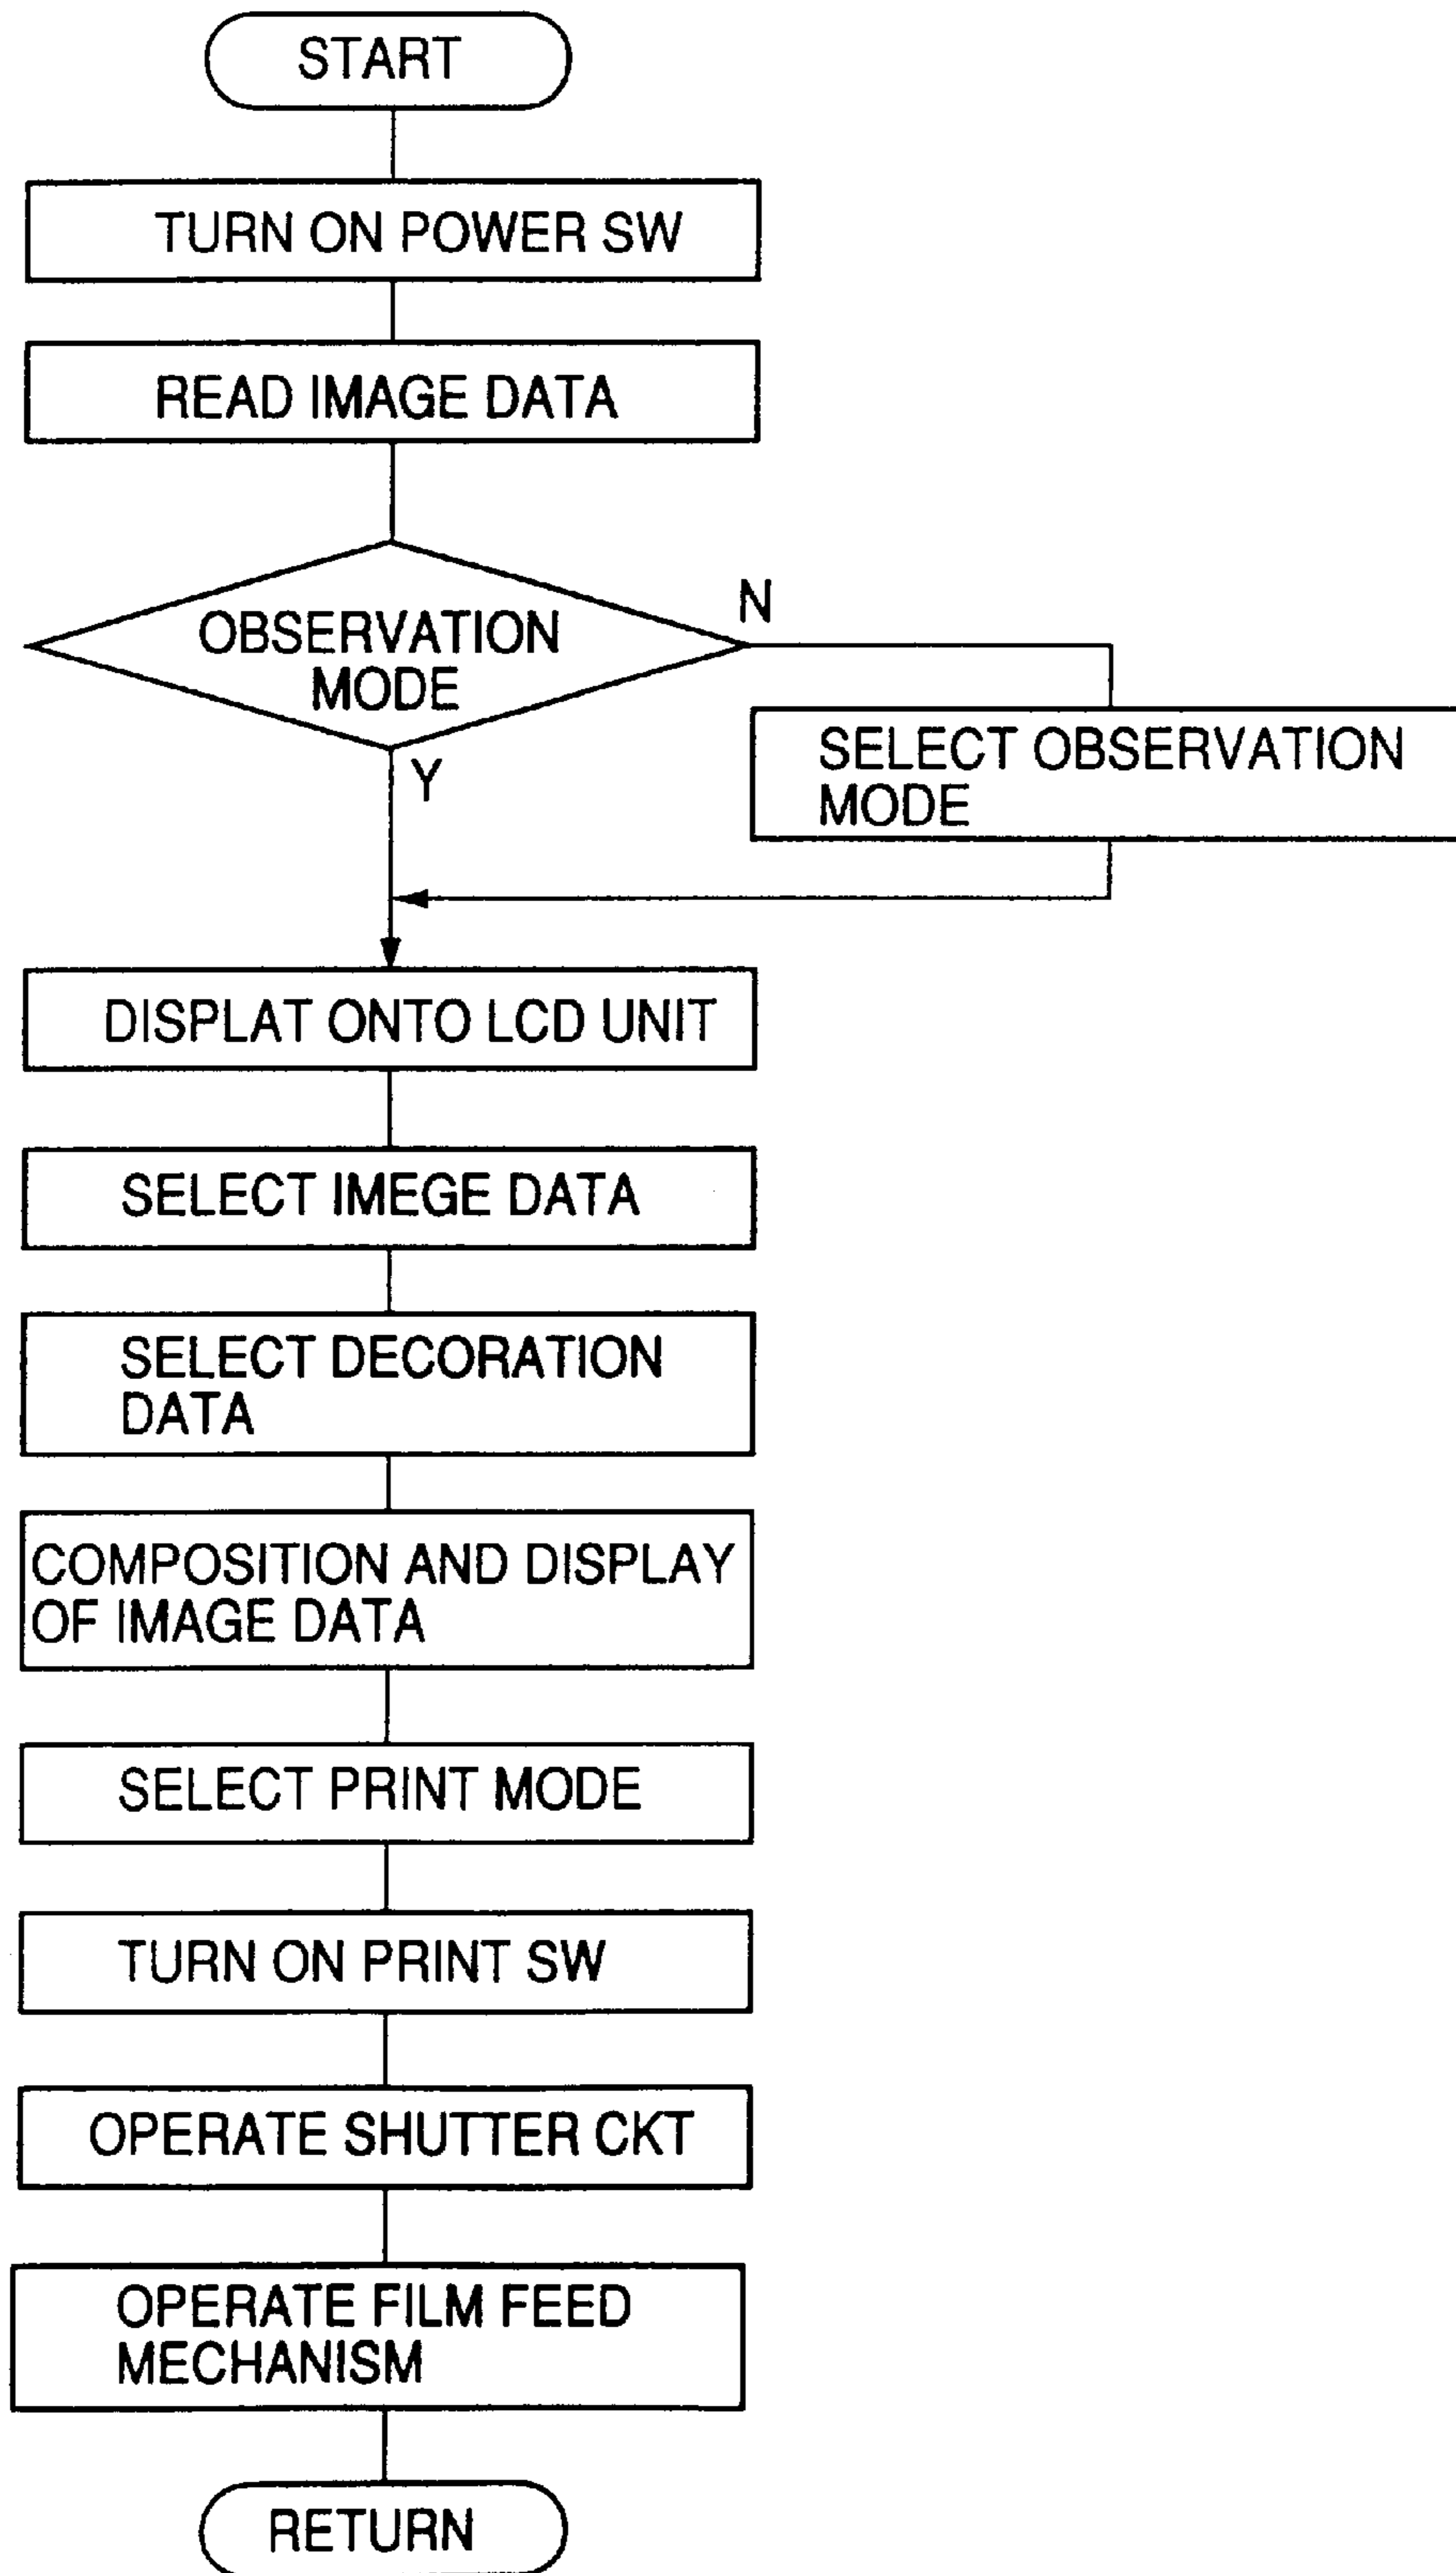 START
TURN ON POWER SW
READ IMAGE DATA
OBSERVATION
MODE
N
Y
SELECT OBSERVATION
MODE
DISPLAT ONTO LCD UNIT
SELECT IMEGE DATA
SELECT DECORATION
DATA
COMPOSITION AND DISPLAY
OF IMAGE DATA
SELECT PRINT MODE
TURN ON PRINT SW
OPERATE SHUTTER CKT
OPERATE FILM FEED
MECHANISM
RETURN